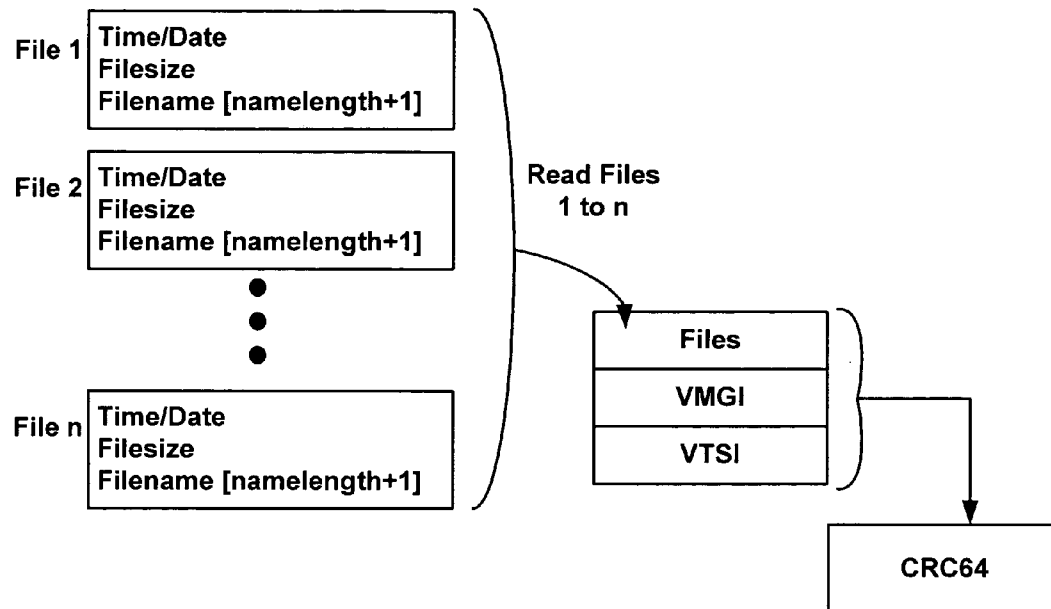 File 1
Time/Date
Filesize
Filename [namelength+1]
File 2
Time/Date
Filesize
Filename [namelength+1]
Read Files
1 to n
File n
Time/Date
Filesize
Filename [namelength+1]
Files
VMGI
VTSI
CRC64